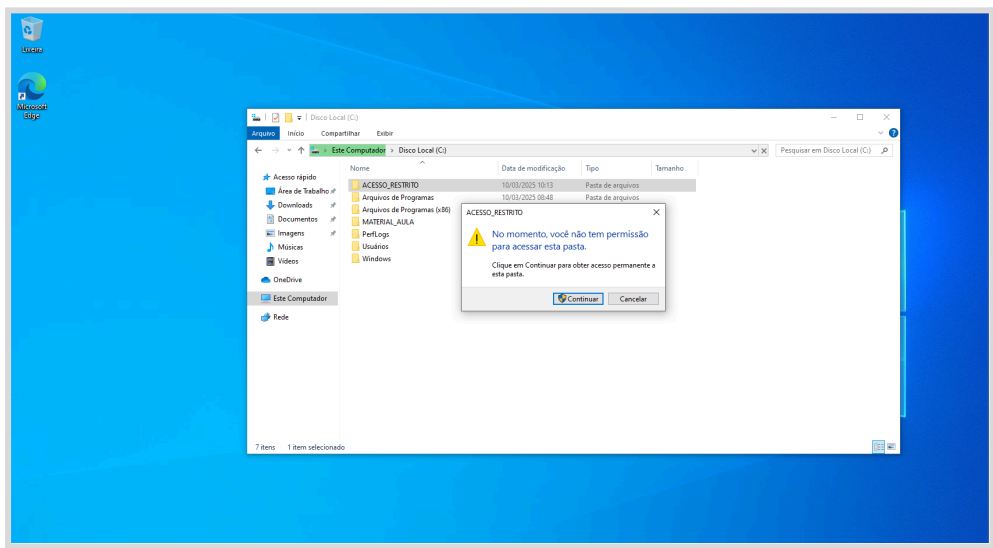 Lixeira
Microsoft
Edge
Disco Local (C:)
Arquivo Início Compartilhar Exibir
Este Computador > Disco Local (C:) Pesquisar em Disco Local (C:)
Nome Data de modificação Tipo Tamanho
Acesso rápido
Área de Trabalho
Downloads
Documentos
Imagens
Músicas
Vídeos
OneDrive
Este Computador
Rede
ACESSO_RESTRITO 10/03/2025 10:13 Pasta de arquivos
Arquivos de Programas 10/03/2025 08:48 Pasta de arquivos
Arquivos de Programas (x86)
MATERIAL_AULA
PerfLogs
Usuários
Windows
ACESSO_RESTRITO
No momento, você não tem permissão
para acessar esta pasta.
Clique em Continuar para obter acesso permanente a
esta pasta.
Continuar Cancelar
7 itens 1 item selecionado